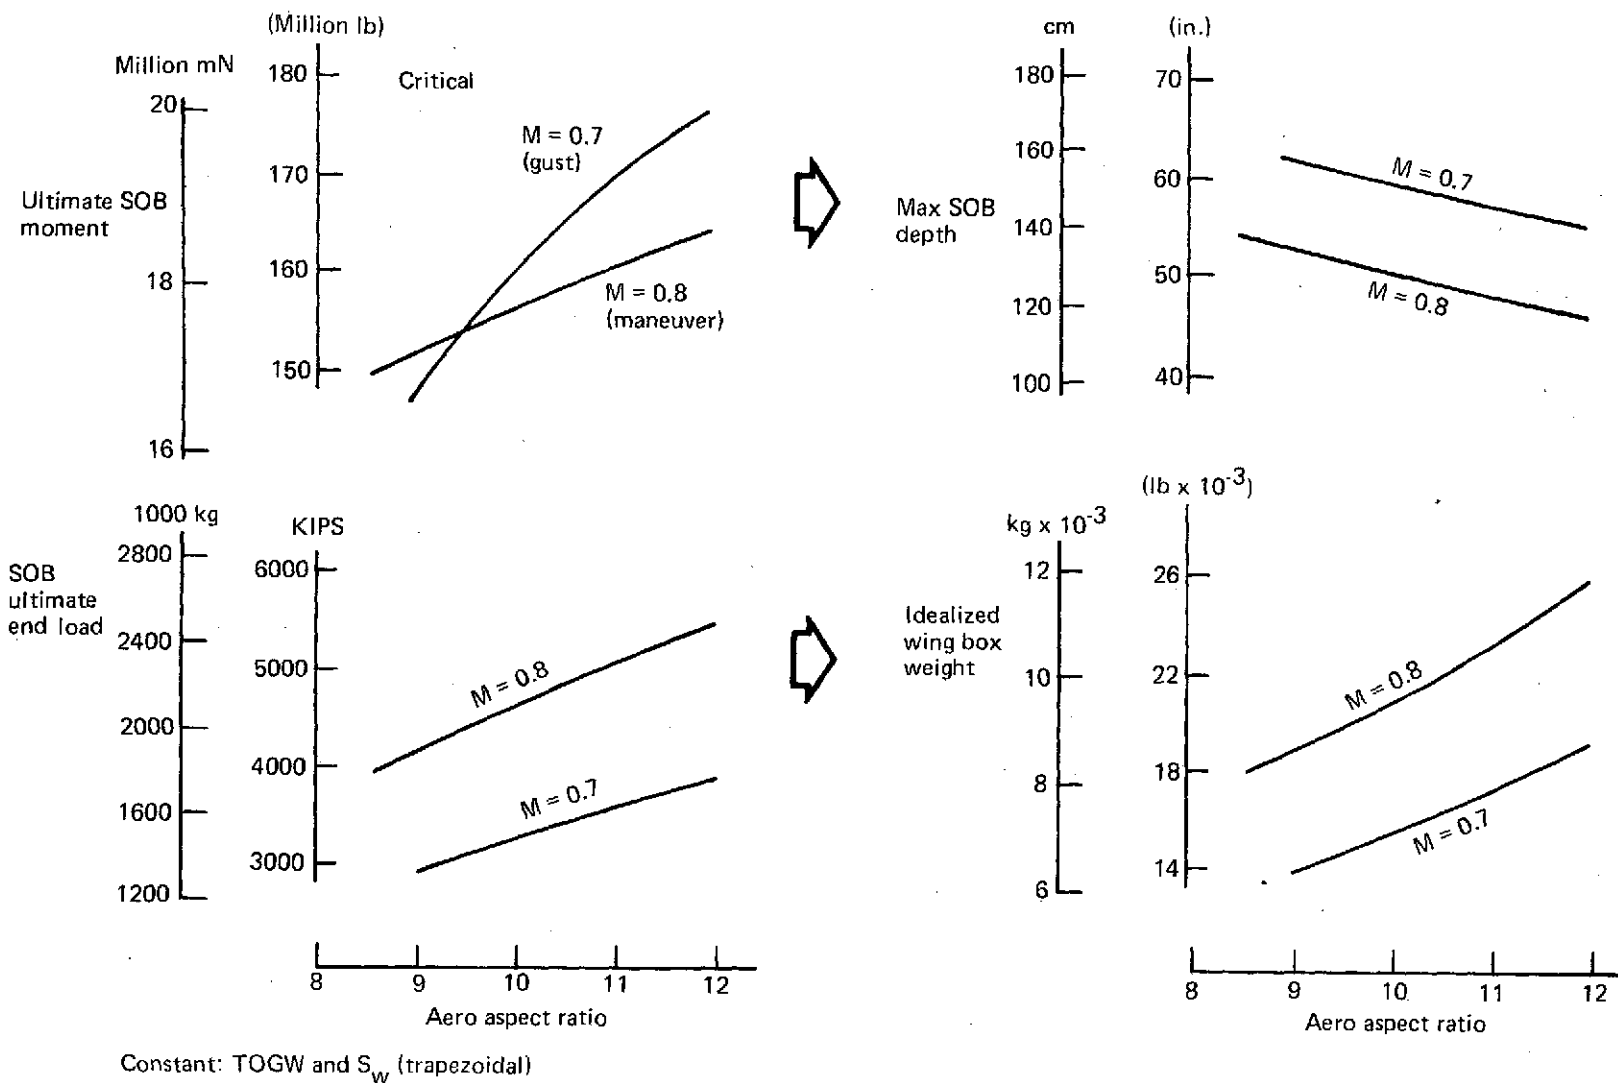 (Million lb)
Million mN
180
170
160
150
20
18
16
Critical
M = 0.7
(gust)
M = 0.8
(maneuver)
Ultimate SOB
moment
cm
(in.)
180
160
140
120
100
70
60
50
40
M = 0.7
M = 0.8
Max SOB
depth
1000 kg
KIPS
2800
2400
2000
1600
1200
6000
5000
4000
3000
M = 0.8
M = 0.7
SOB
ultimate
end load
8
9
10
11
12
Aero aspect ratio
kg x 10⁻³
(lb x 10⁻³)
12
10
8
6
26
22
18
14
M = 0.8
M = 0.7
Idealized
wing box
weight
8
9
10
11
12
Aero aspect ratio
Constant: TOGW and S_w (trapezoidal)